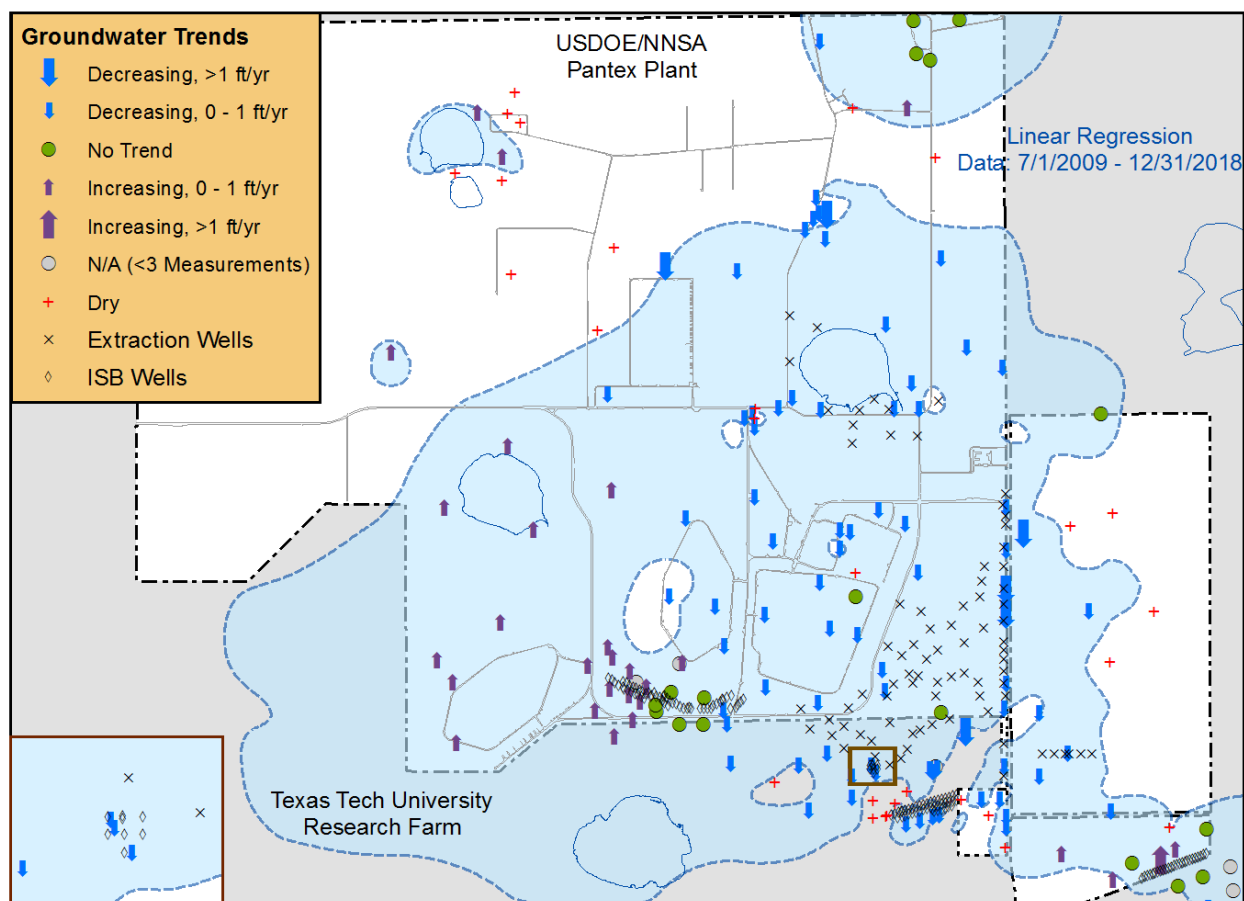 Groundwater Trends
Decreasing, >1 ft/yr
Decreasing, 0 - 1 ft/yr
No Trend
Increasing, 0 - 1 ft/yr
Increasing, >1 ft/yr
N/A (<3 Measurements)
Dry
Extraction Wells
ISB Wells
USDOE/NNSA
Pantex Plant
Linear Regression
Data: 7/1/2009 - 12/31/2018
Texas Tech University
Research Farm